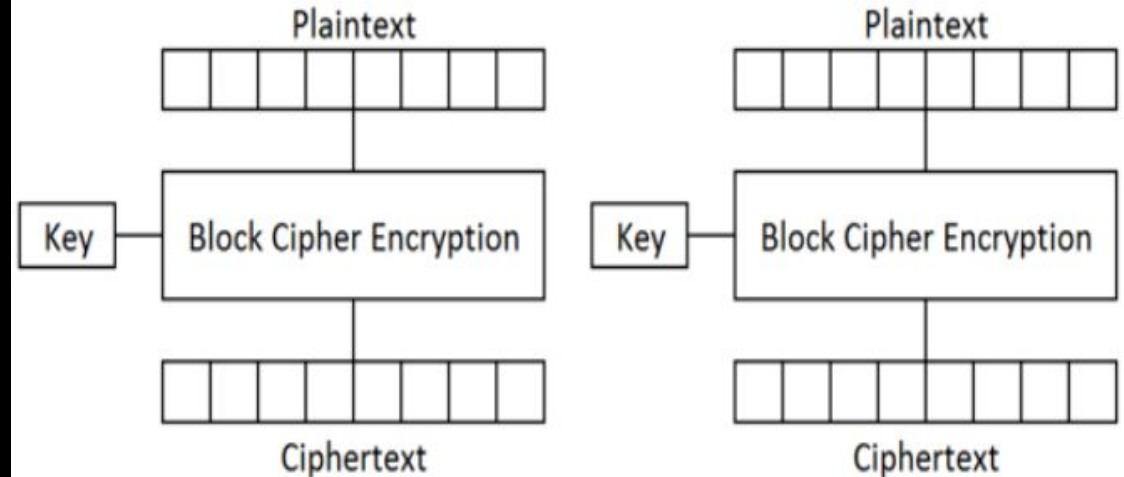 Plaintext
Key
Block Cipher Encryption
Ciphertext
Plaintext
Key
Block Cipher Encryption
Ciphertext